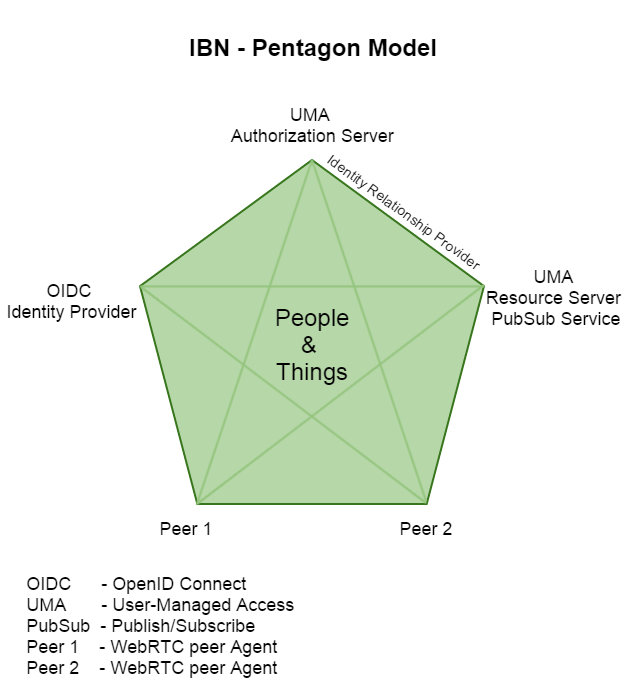 IBN - Pentagon Model
UMA
Authorization Server
Identity Relationship Provider
OIDC
Identity Provider
UMA
Resource Server
PubSub Service
People
&
Things
Peer 1
Peer 2
OIDC - OpenID Connect
UMA - User-Managed Access
PubSub - Publish/Subscribe
Peer 1 - WebRTC peer Agent
Peer 2 - WebRTC peer Agent